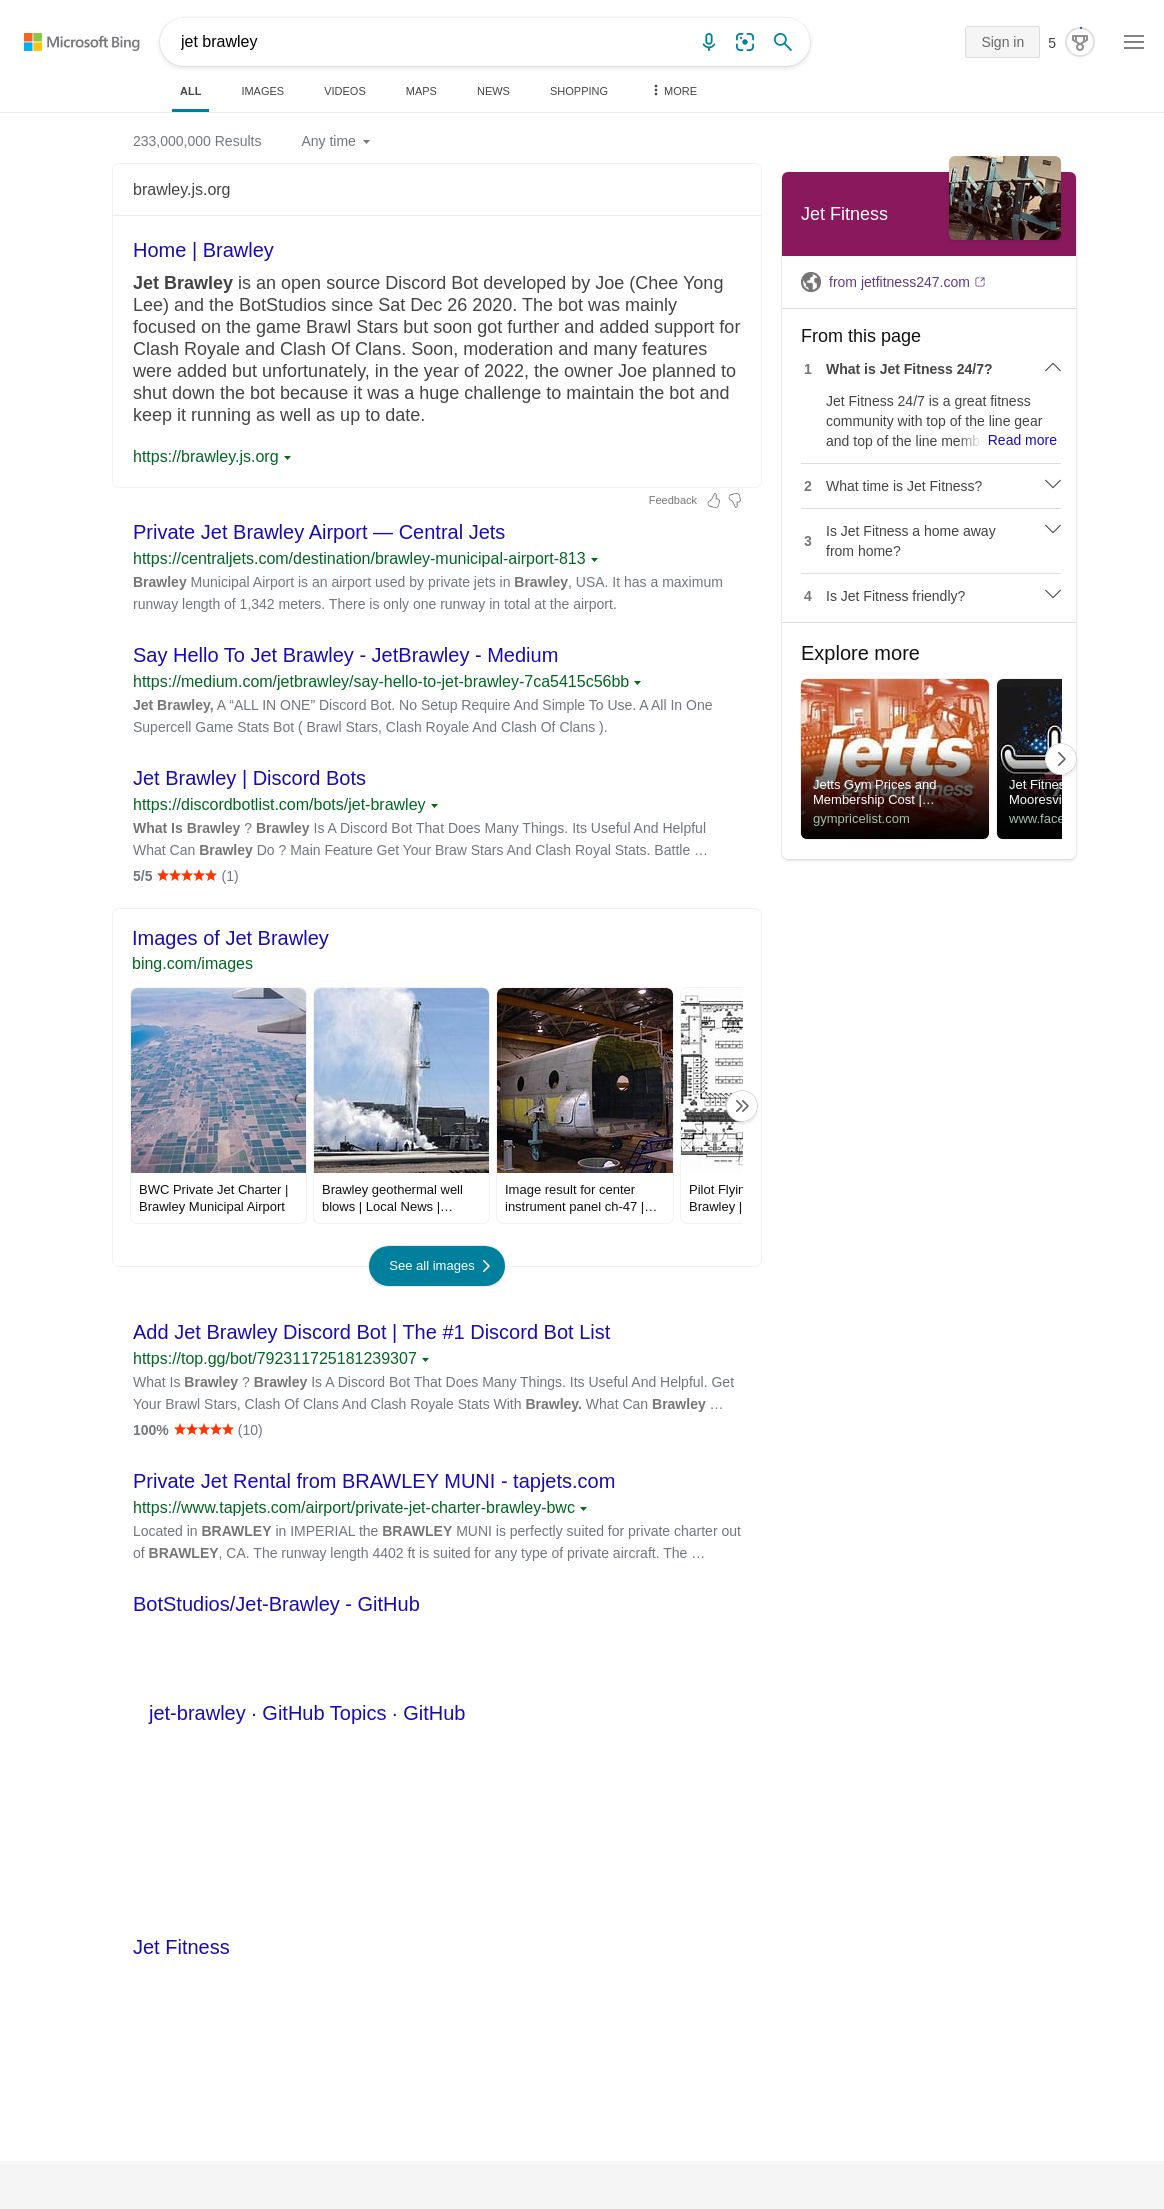 Microsoft Bing
jet brawley
Sign in
5
ALL
IMAGES
VIDEOS
MAPS
NEWS
SHOPPING
MORE
233,000,000 Results
Any time
brawley.js.org
Home | Brawley
Jet Brawley is an open source Discord Bot developed by Joe (Chee Yong
Lee) and the BotStudios since Sat Dec 26 2020. The bot was mainly
focused on the game Brawl Stars but soon got further and added support for
Clash Royale and Clash Of Clans. Soon, moderation and many features
were added but unfortunately, in the year of 2022, the owner Joe planned to
shut down the bot because it was a huge challenge to maintain the bot and
keep it running as well as up to date.
https://brawley.js.org
Feedback
Private Jet Brawley Airport — Central Jets
https://centraljets.com/destination/brawley-municipal-airport-813
Brawley Municipal Airport is an airport used by private jets in Brawley, USA. It has a maximum
runway length of 1,342 meters. There is only one runway in total at the airport.
Say Hello To Jet Brawley - JetBrawley - Medium
https://medium.com/jetbrawley/say-hello-to-jet-brawley-7ca5415c56bb
Jet Brawley, A “ALL IN ONE” Discord Bot. No Setup Require And Simple To Use. A All In One
Supercell Game Stats Bot ( Brawl Stars, Clash Royale And Clash Of Clans ).
Jet Brawley | Discord Bots
https://discordbotlist.com/bots/jet-brawley
What Is Brawley ? Brawley Is A Discord Bot That Does Many Things. Its Useful And Helpful
What Can Brawley Do ? Main Feature Get Your Braw Stars And Clash Royal Stats. Battle …
5/5 (1)
Images of Jet Brawley
bing.com/images
BWC Private Jet Charter |
Brawley Municipal Airport
Brawley geothermal well
blows | Local News |…
Image result for center
instrument panel ch-47 |…
Pilot Flyin
Brawley |
See all images
Add Jet Brawley Discord Bot | The #1 Discord Bot List
https://top.gg/bot/792311725181239307
What Is Brawley ? Brawley Is A Discord Bot That Does Many Things. Its Useful And Helpful. Get
Your Brawl Stars, Clash Of Clans And Clash Royale Stats With Brawley. What Can Brawley …
100% (10)
Private Jet Rental from BRAWLEY MUNI - tapjets.com
https://www.tapjets.com/airport/private-jet-charter-brawley-bwc
Located in BRAWLEY in IMPERIAL the BRAWLEY MUNI is perfectly suited for private charter out
of BRAWLEY, CA. The runway length 4402 ft is suited for any type of private aircraft. The …
BotStudios/Jet-Brawley - GitHub
jet-brawley · GitHub Topics · GitHub
Jet Fitness
Jet Fitness
from jetfitness247.com
From this page
1 What is Jet Fitness 24/7?
Jet Fitness 24/7 is a great fitness
community with top of the line gear
and top of the line memb Read more
2 What time is Jet Fitness?
3 Is Jet Fitness a home away
from home?
4 Is Jet Fitness friendly?
Explore more
jetts
24 hour fitness
Jetts Gym Prices and
Membership Cost |…
gympricelist.com
Jet Fitnes
Mooresvi
www.face